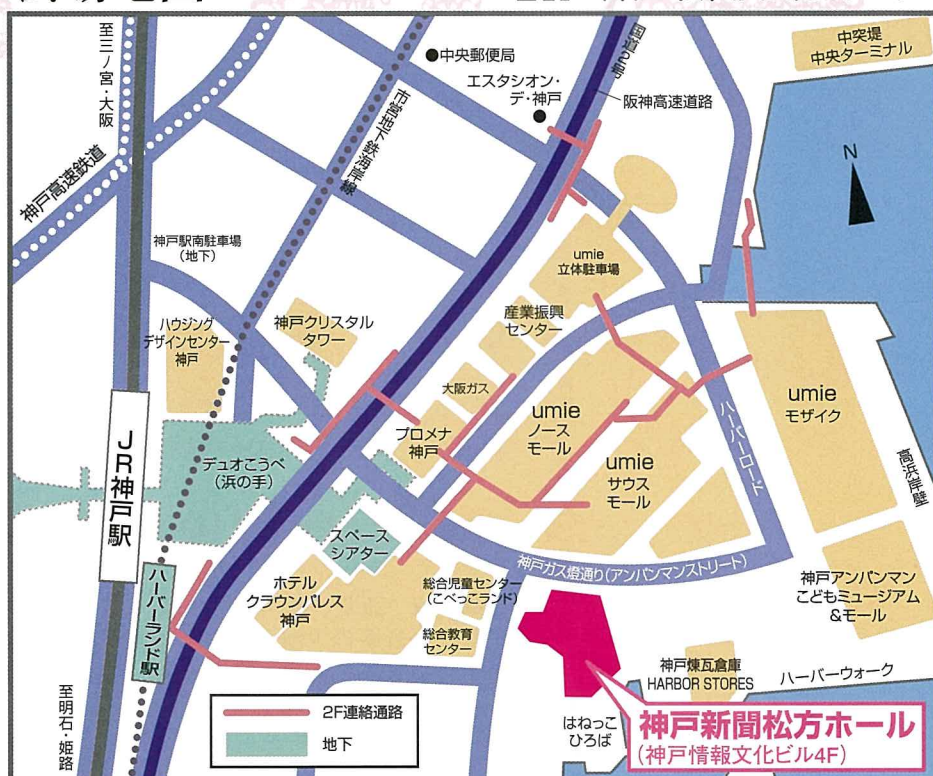 中突堤
中央ターミナル
中央郵便局
エスタシオン・
デ・神戸
国道2号
阪神高速道路
至三ノ宮・大阪
市営地下鉄海岸線
神戸高速鉄道
N
神戸駅南駐車場
(地下)
umie
立体駐車場
産業振興
センター
ハウジング
デザインセンター
神戸
神戸クリスタル
タワー
大阪ガス
umie
ノース
モール
umie
モザイク
プロメナ
神戸
umie
サウス
モール
ハーバーロード
高浜岸壁
JR神戸駅
デュオこうべ
(浜の手)
スペース
シアター
神戸ガス燈通り(アンパンマンストリート)
ハーバーランド駅
ホテル
クラウンパレス
神戸
総合児童センター
(こべっこランド)
総合教育
センター
神戸アンパンマン
こどもミュージアム
&モール
神戸煉瓦倉庫
HARBOR STORES
ハーバーウォーク
至明石・姫路
2F連絡通路
地下
はねっこ
ひろば
神戸新聞松方ホール
(神戸情報文化ビル4F)